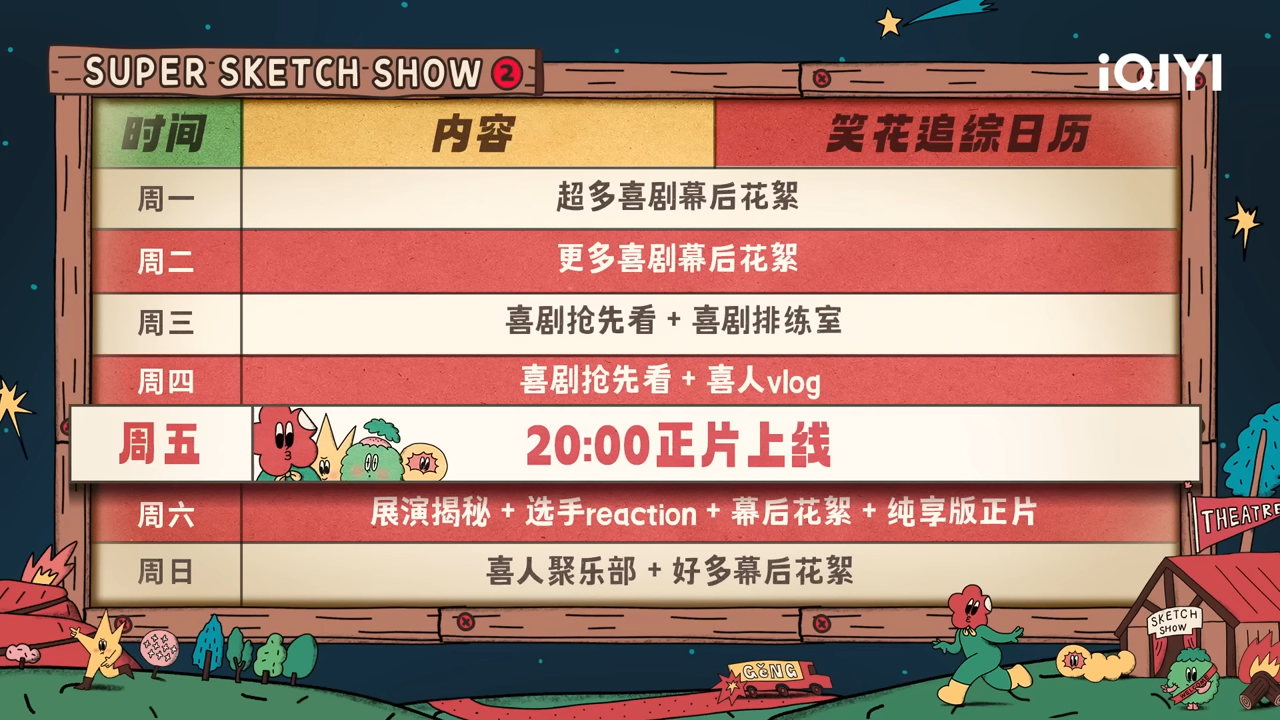 SUPER SKETCH SHOW 2
iQIYI
时间 内容 笑花追综日历
周一 超多喜剧幕后花絮
周二 更多喜剧幕后花絮
周三 喜剧抢先看 + 喜剧排练室
周四 喜剧抢先看 + 喜人vlog
周五 20:00正片上线
周六 展演揭秘 + 选手reaction + 幕后花絮 + 纯享版正片
周日 喜人聚乐部 + 好多幕后花絮
THEATRE
SKETCH
SHOW
GĚNG